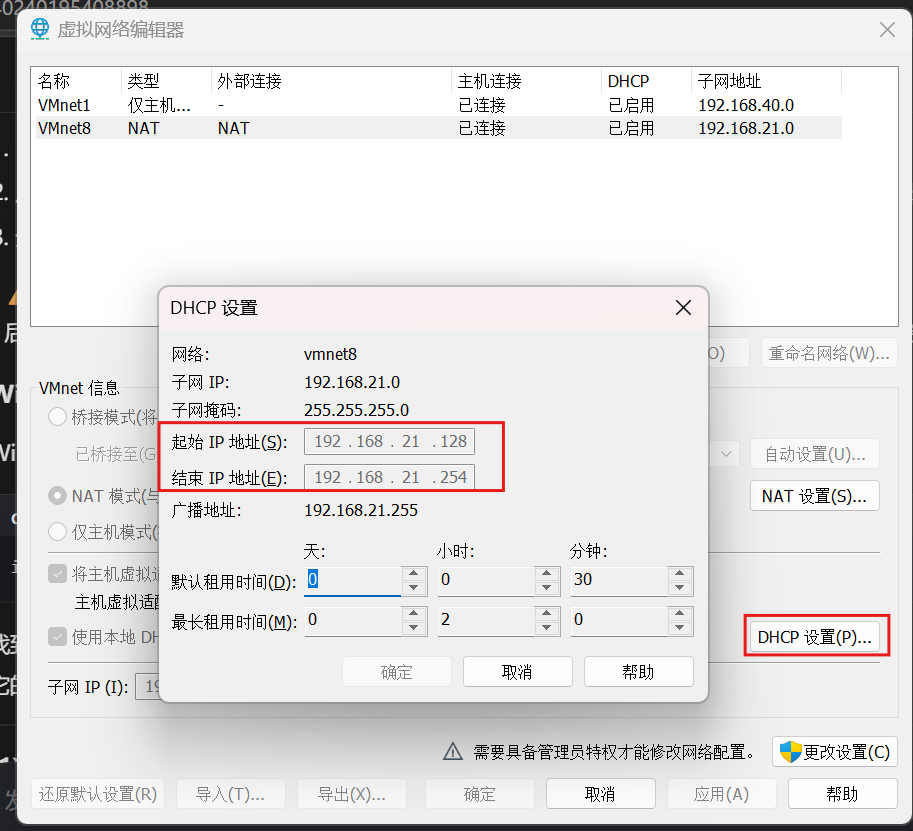 虚拟网络编辑器
名称 类型 外部连接 主机连接 DHCP 子网地址
VMnet1 仅主机... - 已连接 已启用 192.168.40.0
VMnet8 NAT NAT 已连接 已启用 192.168.21.0
重命名网络(W)...
DHCP 设置
网络: vmnet8
子网 IP: 192.168.21.0
子网掩码: 255.255.255.0
起始 IP 地址(S): 192 . 168 . 21 . 128
结束 IP 地址(E): 192 . 168 . 21 . 254
广播地址: 192.168.21.255
天: 小时: 分钟:
默认租用时间(D): 0 0 30
最长租用时间(M): 0 2 0
确定 取消 帮助
VMnet 信息
桥接模式(将
已桥接至(G 自动设置(U)...
NAT 模式(与 NAT 设置(S)...
仅主机模式(
将主机虚拟适
主机虚拟适配
使用本地 DH DHCP 设置(P)...
子网 IP (I): 19
需要具备管理员特权才能修改网络配置。 更改设置(C)
还原默认设置(R) 导入(T)... 导出(X)... 确定 取消 应用(A) 帮助